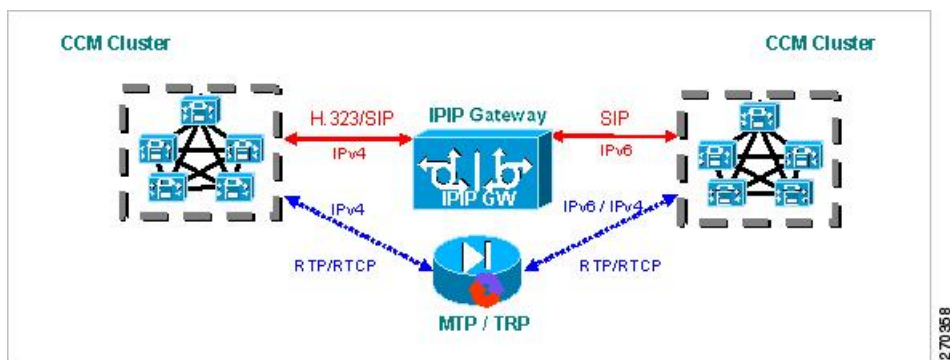 CCM Cluster
CCM Cluster
H.323/SIP
IPv4
IPIP Gateway
IPIP GW
SIP
IPv6
IPv4
IPv6 / IPv4
RTP/RTCP
RTP/RTCP
MTP / TRP
270358